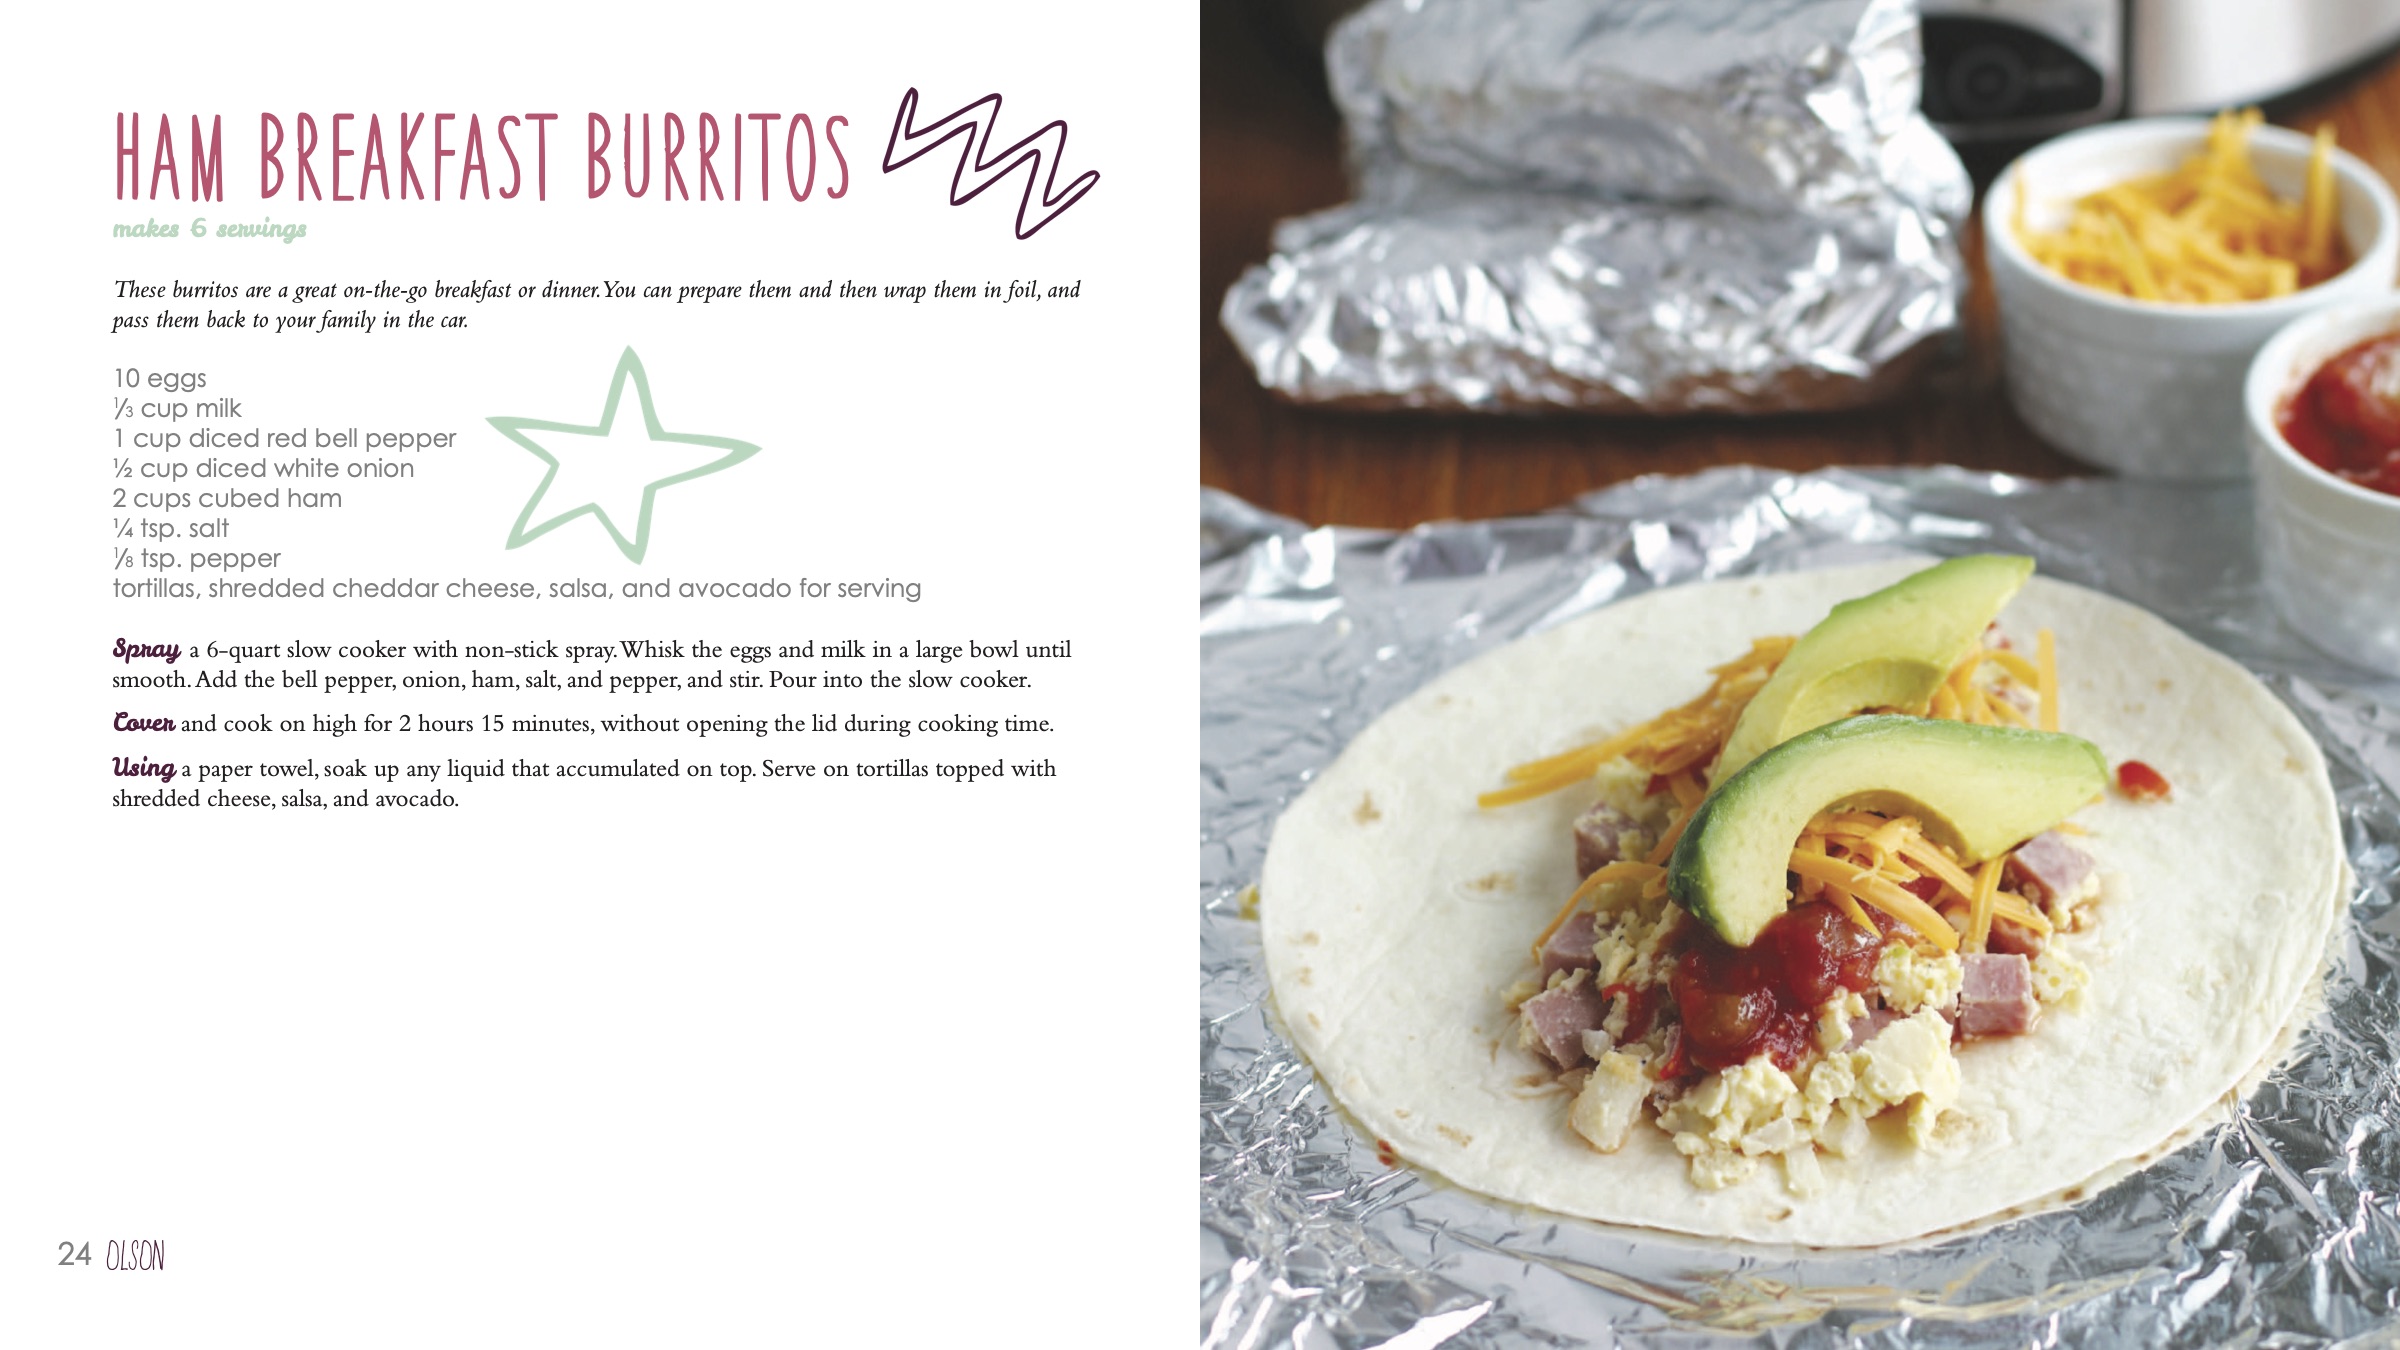 HAM BREAKFAST BURRITOS
makes 6 servings
These burritos are a great on-the-go breakfast or dinner. You can prepare them and then wrap them in foil, and
pass them back to your family in the car.
10 eggs
⅓ cup milk
1 cup diced red bell pepper
½ cup diced white onion
2 cups cubed ham
¼ tsp. salt
⅛ tsp. pepper
tortillas, shredded cheddar cheese, salsa, and avocado for serving
Spray a 6-quart slow cooker with non-stick spray. Whisk the eggs and milk in a large bowl until
smooth. Add the bell pepper, onion, ham, salt, and pepper, and stir. Pour into the slow cooker.
Cover and cook on high for 2 hours 15 minutes, without opening the lid during cooking time.
Using a paper towel, soak up any liquid that accumulated on top. Serve on tortillas topped with
shredded cheese, salsa, and avocado.
24 OLSON